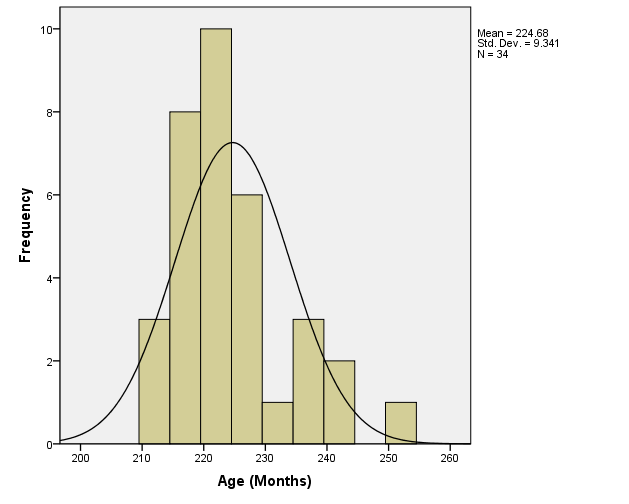 Mean = 224.68
Std. Dev. = 9.341
N = 34
10
8
6
4
2
0
Frequency
200 210 220 230 240 250 260
Age (Months)